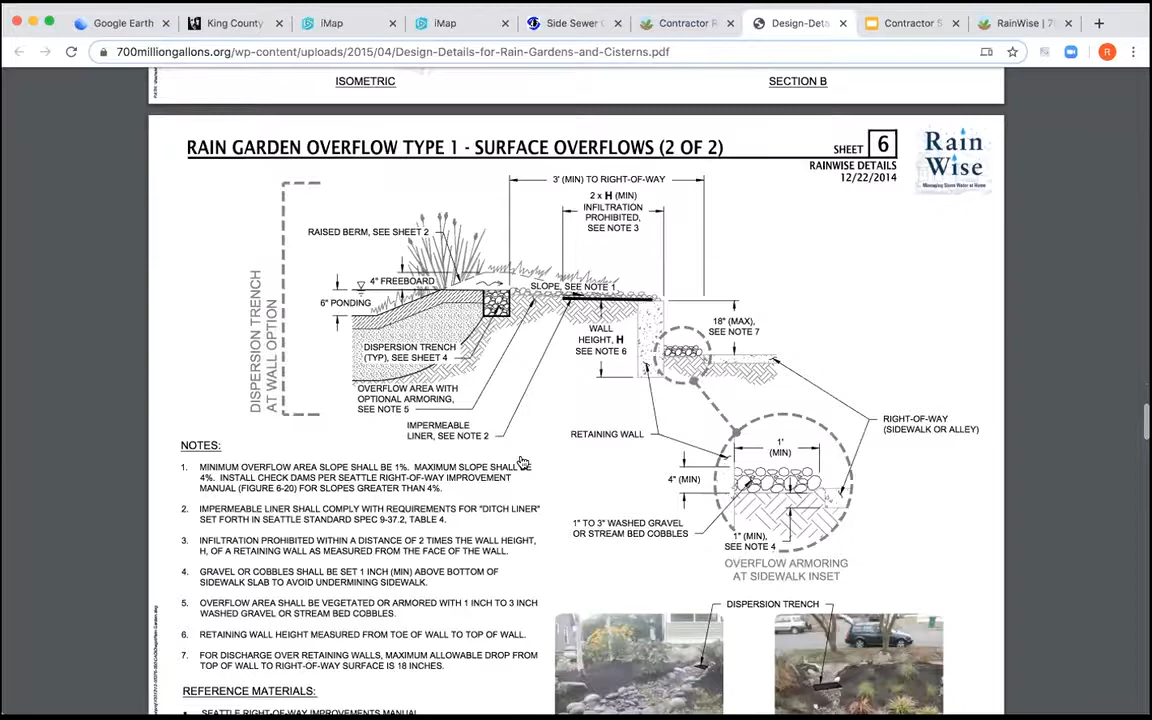 Google Earth
King County
iMap
iMap
Side Sewer
Contractor R
Design-Deta
Contractor S
RainWise | 7
700milliongallons.org/wp-content/uploads/2015/04/Design-Details-for-Rain-Gardens-and-Cisterns.pdf
R
ISOMETRIC
SECTION B
RAIN GARDEN OVERFLOW TYPE 1 - SURFACE OVERFLOWS (2 OF 2)
SHEET 6
RAINWISE DETAILS
12/22/2014
Rain
Wise
Managing Storm Water at Home
3' (MIN) TO RIGHT-OF-WAY
2 x H (MIN)
INFILTRATION
PROHIBITED,
SEE NOTE 3
RAISED BERM, SEE SHEET 2
4" FREEBOARD
6" PONDING
SLOPE, SEE NOTE 1
DISPERSION TRENCH
AT WALL OPTION
WALL
HEIGHT, H
SEE NOTE 6
18" (MAX),
SEE NOTE 7
DISPERSION TRENCH
(TYP), SEE SHEET 4
OVERFLOW AREA WITH
OPTIONAL ARMORING,
SEE NOTE 5
IMPERMEABLE
LINER, SEE NOTE 2
RETAINING WALL
RIGHT-OF-WAY
(SIDEWALK OR ALLEY)
1'
(MIN)
4" (MIN)
1" TO 3" WASHED GRAVEL
OR STREAM BED COBBLES
1" (MIN),
SEE NOTE 4
OVERFLOW ARMORING
AT SIDEWALK INSET
DISPERSION TRENCH
NOTES:
1. MINIMUM OVERFLOW AREA SLOPE SHALL BE 1%. MAXIMUM SLOPE SHALL BE
4%. INSTALL CHECK DAMS PER SEATTLE RIGHT-OF-WAY IMPROVEMENT
MANUAL (FIGURE 6-20) FOR SLOPES GREATER THAN 4%.
2. IMPERMEABLE LINER SHALL COMPLY WITH REQUIREMENTS FOR "DITCH LINER"
SET FORTH IN SEATTLE STANDARD SPEC 9-37.2, TABLE 4.
3. INFILTRATION PROHIBITED WITHIN A DISTANCE OF 2 TIMES THE WALL HEIGHT,
H, OF A RETAINING WALL AS MEASURED FROM THE FACE OF THE WALL.
4. GRAVEL OR COBBLES SHALL BE SET 1 INCH (MIN) ABOVE BOTTOM OF
SIDEWALK SLAB TO AVOID UNDERMINING SIDEWALK.
5. OVERFLOW AREA SHALL BE VEGETATED OR ARMORED WITH 1 INCH TO 3 INCH
WASHED GRAVEL OR STREAM BED COBBLES.
6. RETAINING WALL HEIGHT MEASURED FROM TOE OF WALL TO TOP OF WALL.
7. FOR DISCHARGE OVER RETAINING WALLS, MAXIMUM ALLOWABLE DROP FROM
TOP OF WALL TO RIGHT-OF-WAY SURFACE IS 18 INCHES.
REFERENCE MATERIALS:
• SEATTLE RIGHT-OF-WAY IMPROVEMENTS MANUAL